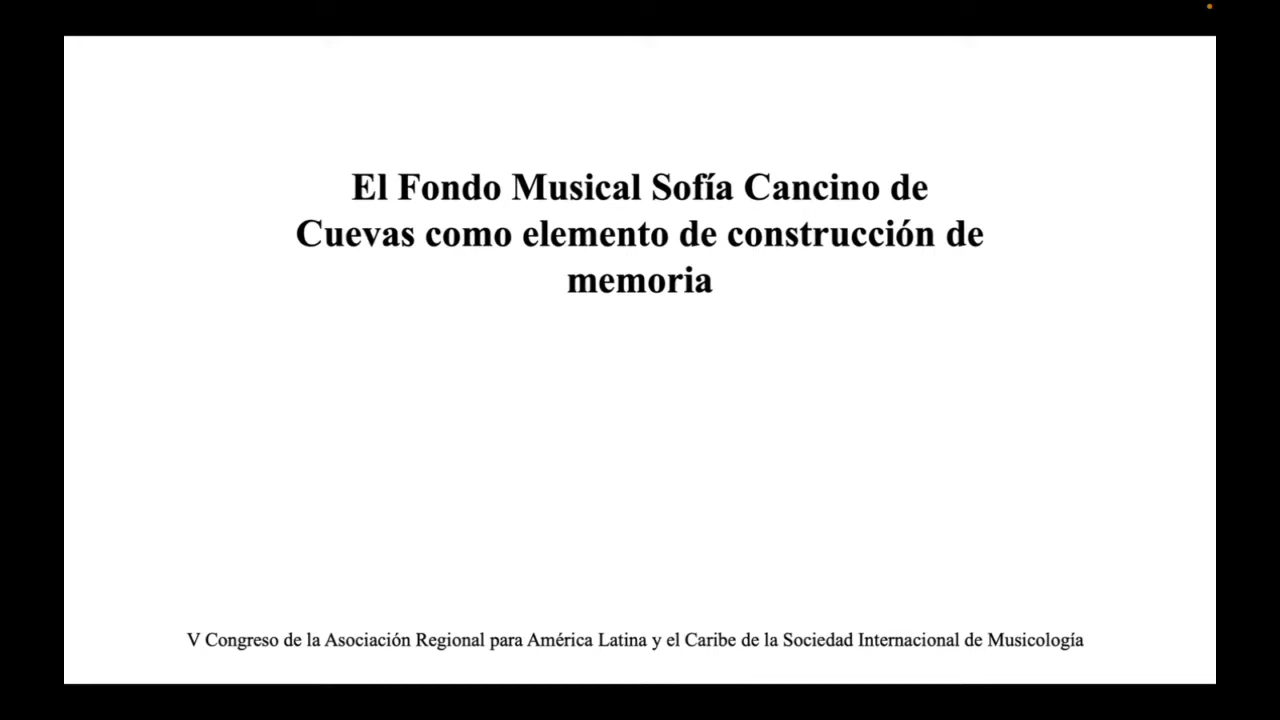 El Fondo Musical Sofía Cancino de
Cuevas como elemento de construcción de
memoria
V Congreso de la Asociación Regional para América Latina y el Caribe de la Sociedad Internacional de Musicología